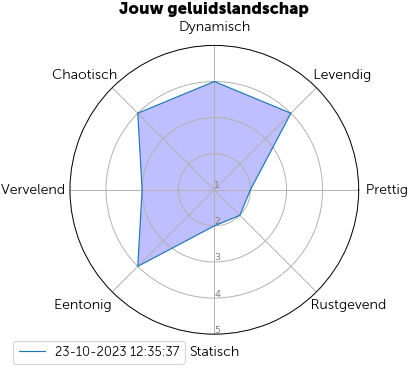 Jouw geluidslandschap
Dynamisch
Chaotisch
Levendig
Vervelend
Prettig
1
2
3
4
5
Eentonig
Rustgevend
Statisch
23-10-2023 12:35:37